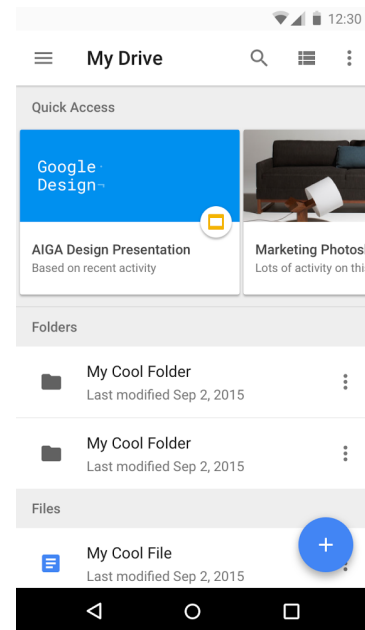 12:30
My Drive
Quick Access
Google
Design
AIGA Design Presentation
Based on recent activity
Marketing Photos
Lots of activity on thi
Folders
My Cool Folder
Last modified Sep 2, 2015
My Cool Folder
Last modified Sep 2, 2015
Files
My Cool File
Last modified Sep 2, 2015